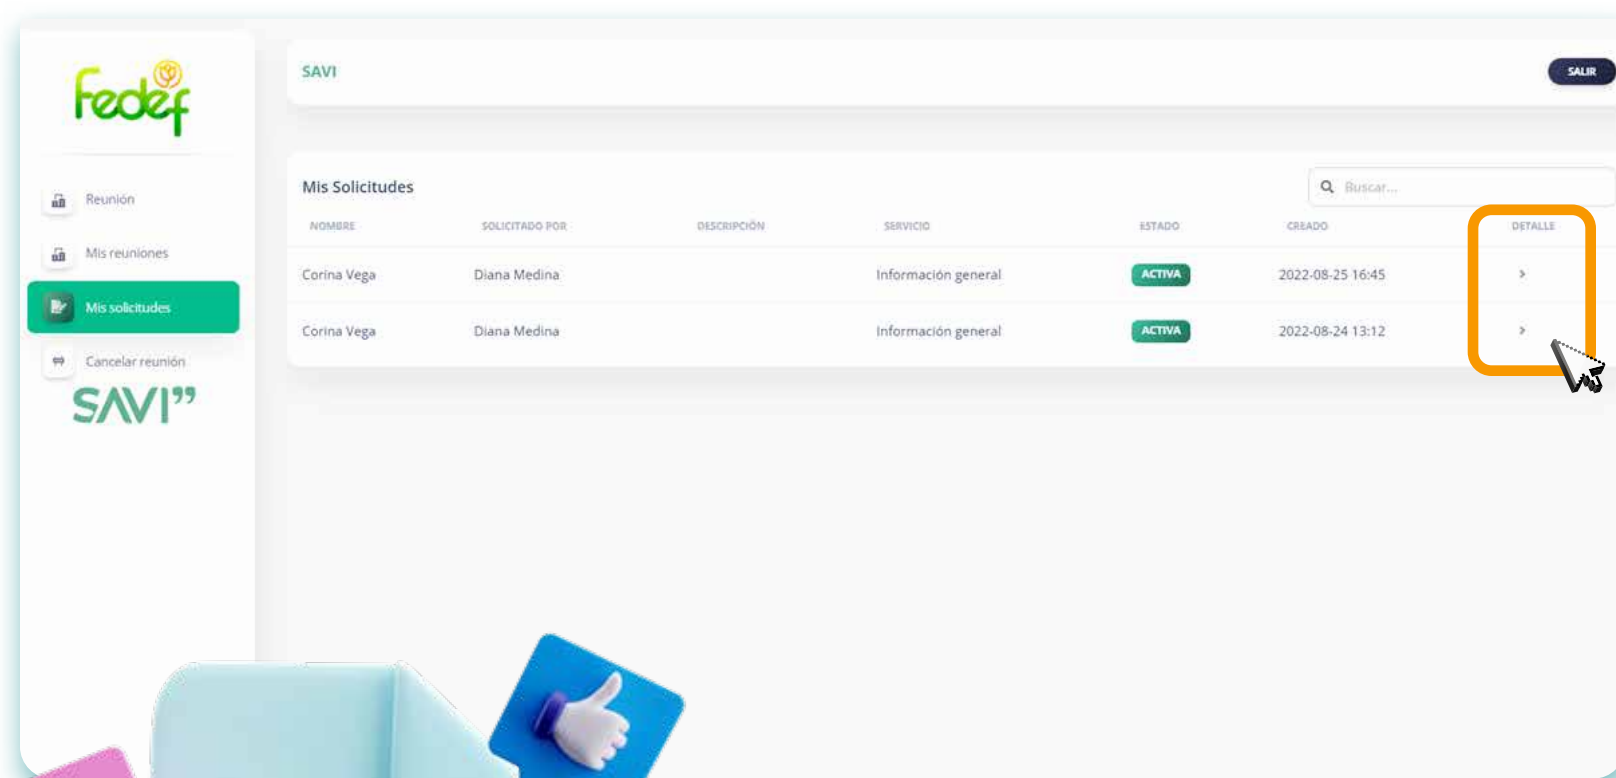 Fedef
SAVI
SALIR
Reunión
Mis reuniones
Mis solicitudes
Cancelar reunión
SAVI”
Mis Solicitudes
Buscar...
NOMBRE SOLICITADO POR DESCRIPCIÓN SERVICIO ESTADO CREADO DETALLE
Corina Vega Diana Medina Información general ACTIVA 2022-08-25 16:45 >
Corina Vega Diana Medina Información general ACTIVA 2022-08-24 13:12 >